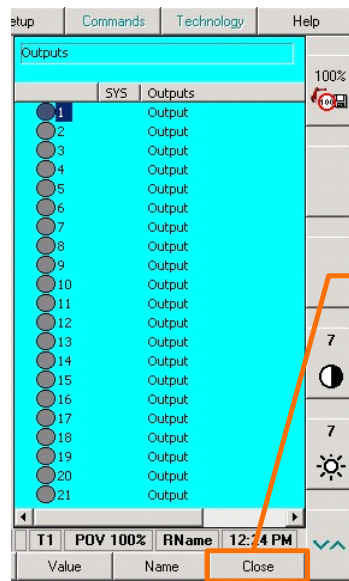 etup Commands Technology Help
Outputs
100%
SYS Outputs
100
1 Output
2 Output
3 Output
4 Output
5 Output
6 Output
7 Output
8 Output
9 Output
10 Output
11 Output
12 Output
13 Output
7
14 Output
15 Output
16 Output
17 Output
18 Output
7
19 Output
20 Output
21 Output
T1 POV 100% RName 12:24 PM
Value Name Close